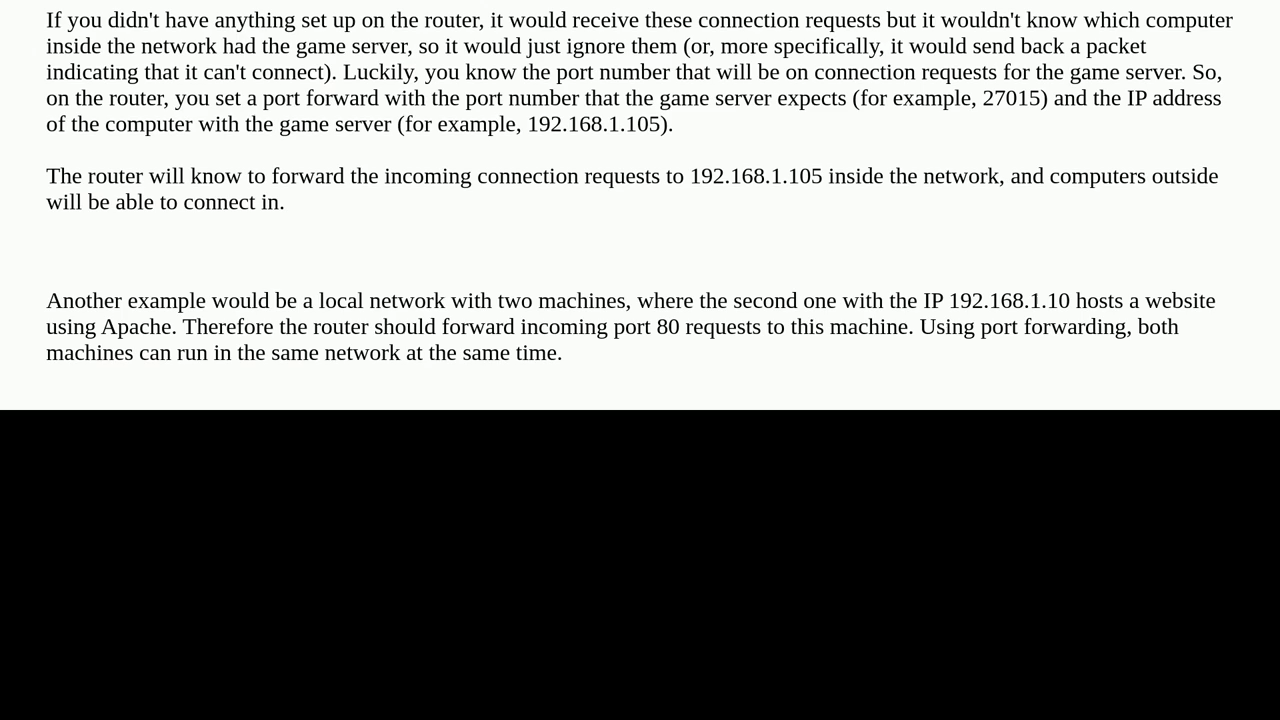 If you didn't have anything set up on the router, it would receive these connection requests but it wouldn't know which computer
inside the network had the game server, so it would just ignore them (or, more specifically, it would send back a packet
indicating that it can't connect). Luckily, you know the port number that will be on connection requests for the game server. So,
on the router, you set a port forward with the port number that the game server expects (for example, 27015) and the IP address
of the computer with the game server (for example, 192.168.1.105).
The router will know to forward the incoming connection requests to 192.168.1.105 inside the network, and computers outside
will be able to connect in.
Another example would be a local network with two machines, where the second one with the IP 192.168.1.10 hosts a website
using Apache. Therefore the router should forward incoming port 80 requests to this machine. Using port forwarding, both
machines can run in the same network at the same time.